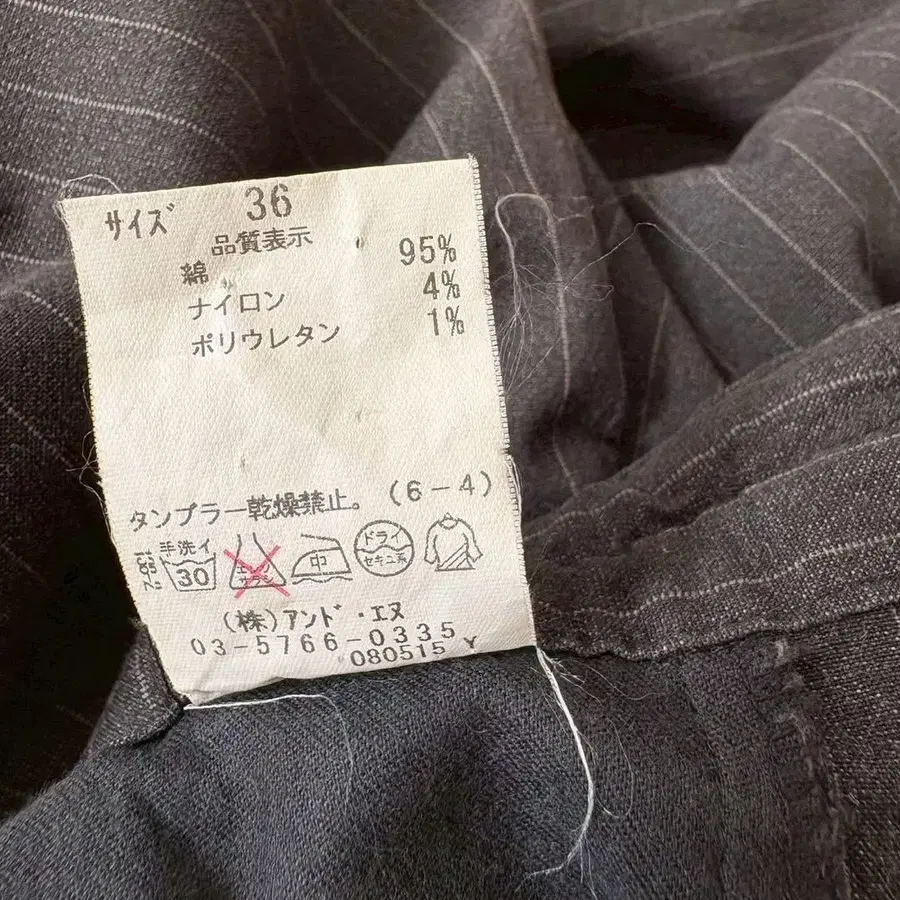 サイズ 36
品質表示
綿 95%
ナイロン 4%
ポリウレタン 1%
タンブラー乾燥禁止。(6-4)
手洗イ 30
中
ドライ
セキユ系
(株)アンド・エヌ
03-5766-0335
080515 Y